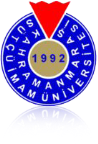 KAHRAMANMARAŞ
SÜTÇÜ İMAM ÜNİVERSİTESİ
1992